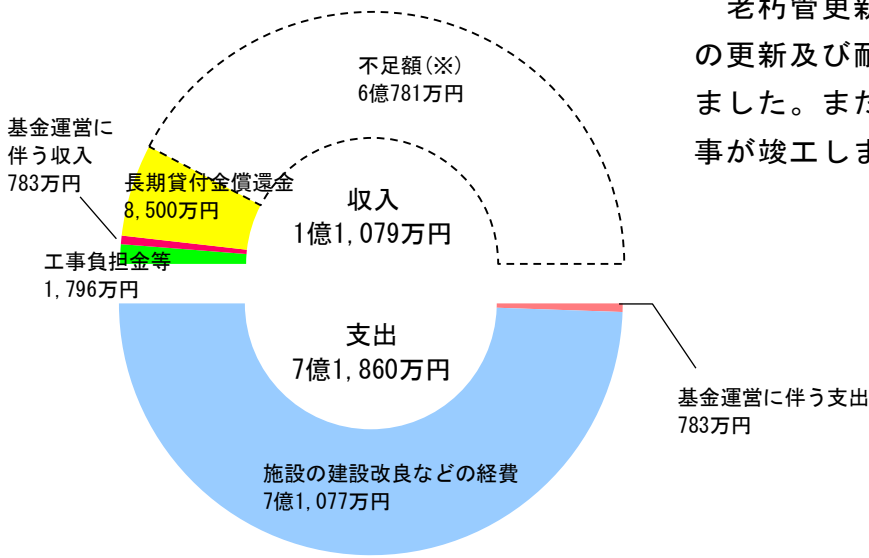 老朽管更新
の更新及び耐
ました。また
事が竣工しま
不足額(※)
6億781万円
基金運営に
伴う収入
783万円
長期貸付金償還金
8,500万円
工事負担金等
1,796万円
収入
1億1,079万円
支出
7億1,860万円
基金運営に伴う支出
783万円
施設の建設改良などの経費
7億1,077万円